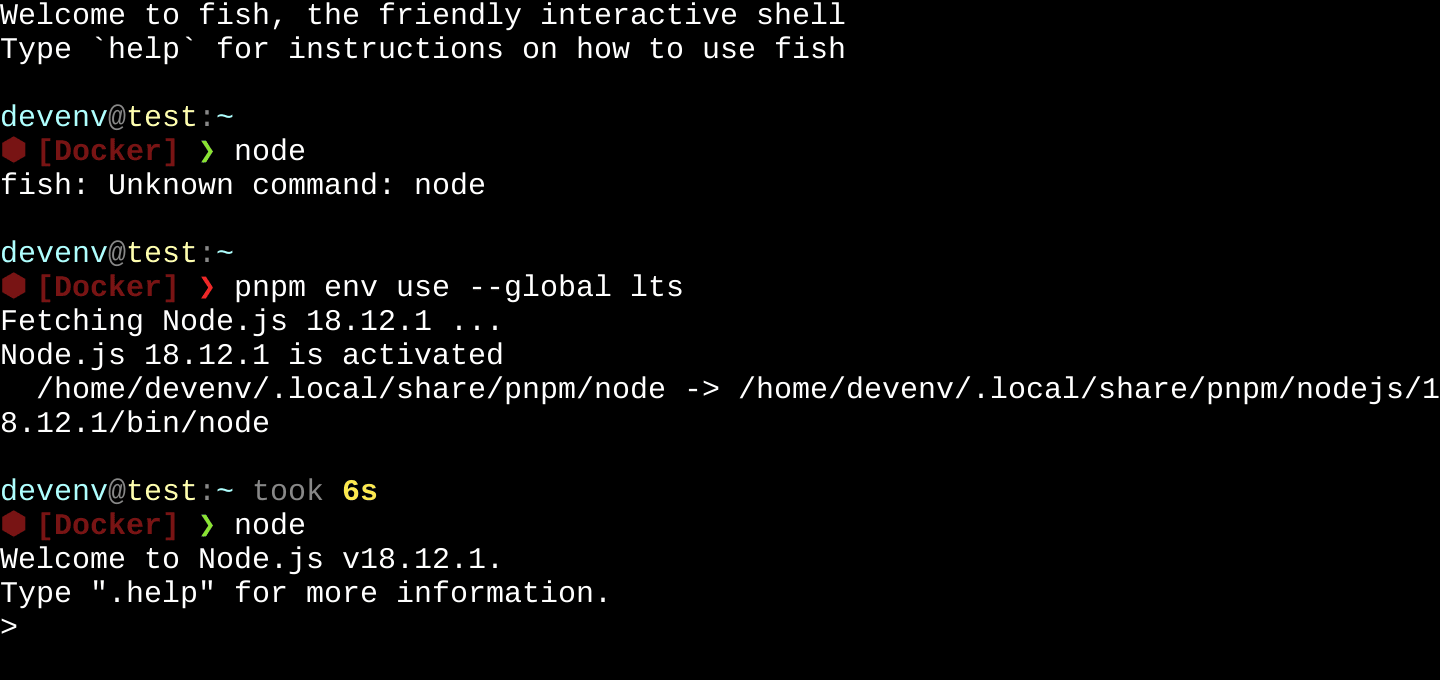 Welcome to fish, the friendly interactive shell
Type `help` for instructions on how to use fish
devenv@test:~
⬢ [Docker] ❯ node
fish: Unknown command: node
devenv@test:~
⬢ [Docker] ❯ pnpm env use --global lts
Fetching Node.js 18.12.1 ...
Node.js 18.12.1 is activated
  /home/devenv/.local/share/pnpm/node -> /home/devenv/.local/share/pnpm/nodejs/1
8.12.1/bin/node
devenv@test:~ took 6s
⬢ [Docker] ❯ node
Welcome to Node.js v18.12.1.
Type ".help" for more information.
>